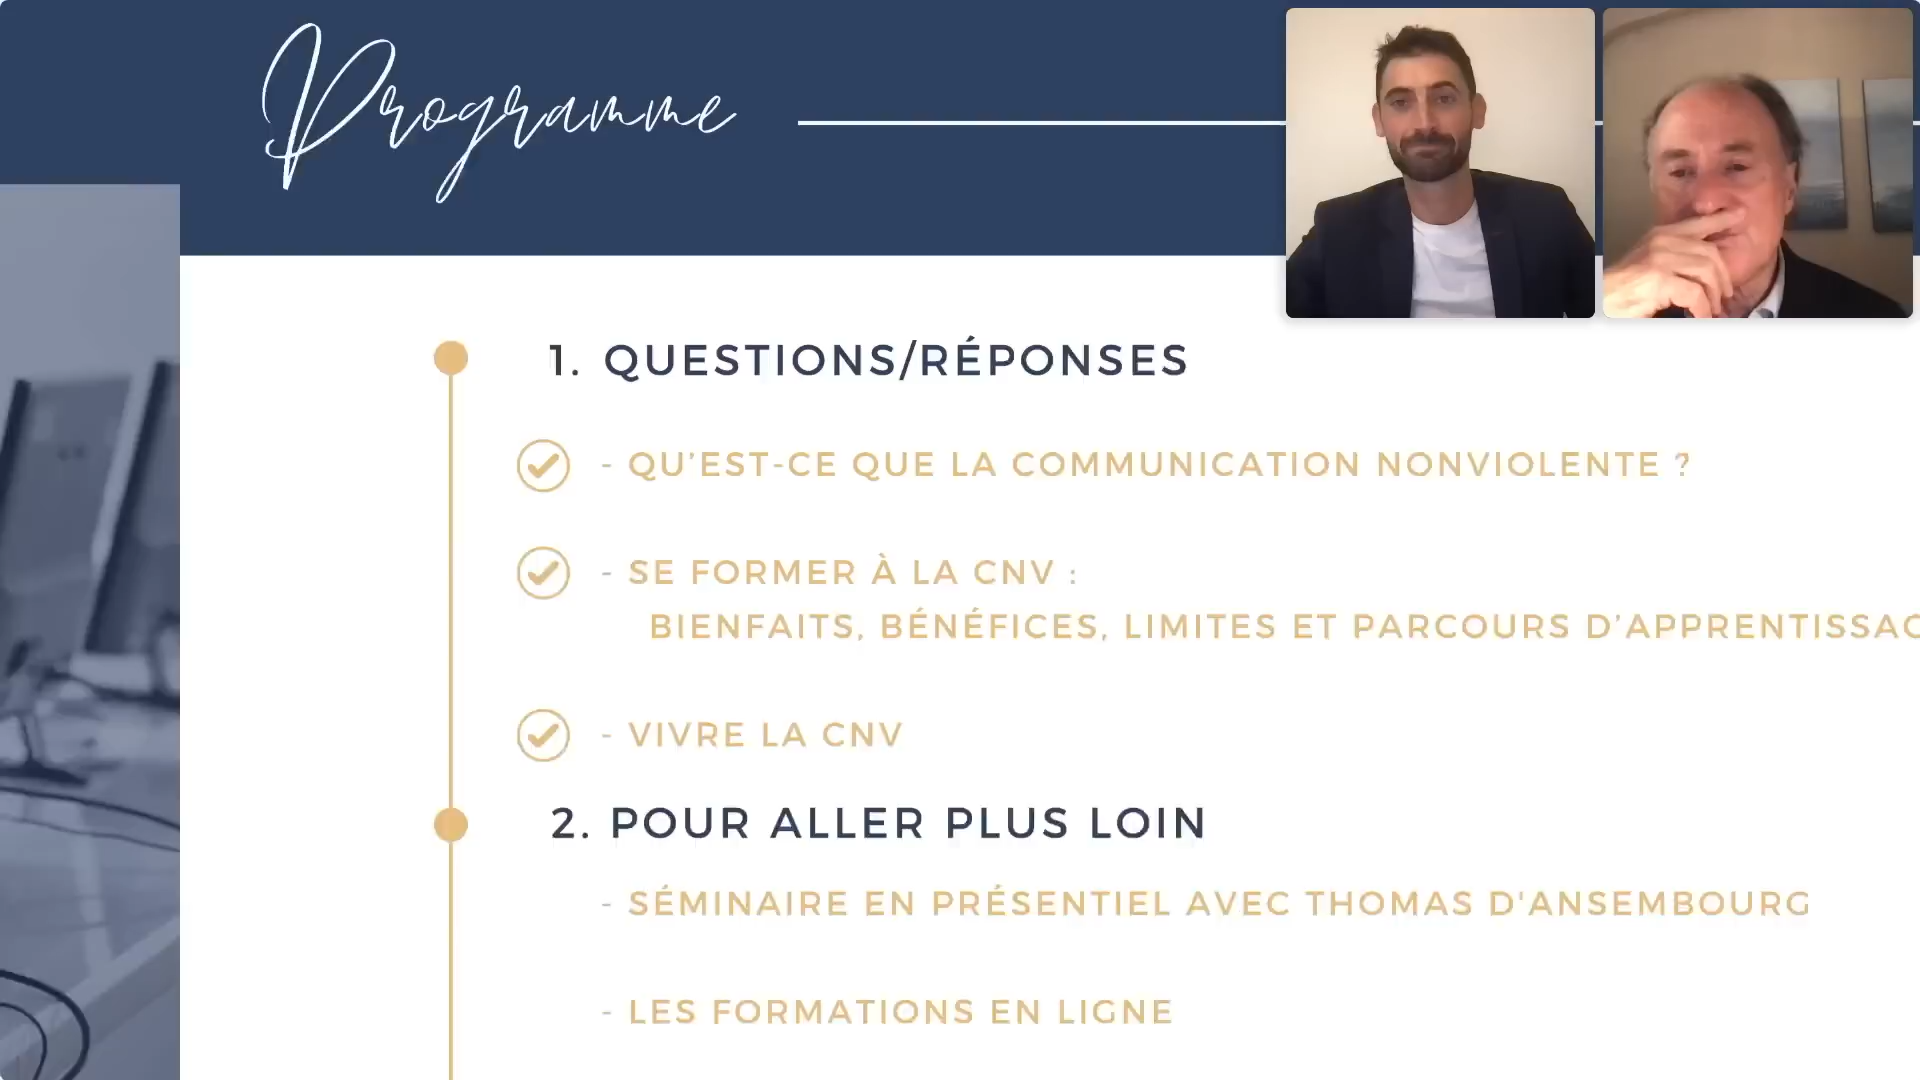 Programme
1. QUESTIONS/RÉPONSES
- QU'EST-CE QUE LA COMMUNICATION NONVIOLENTE ?
- SE FORMER À LA CNV :
BIENFAITS, BÉNÉFICES, LIMITES ET PARCOURS D'APPRENTISSAG
- VIVRE LA CNV
2. POUR ALLER PLUS LOIN
- SÉMINAIRE EN PRÉSENTIEL AVEC THOMAS D'ANSEMBOURG
- LES FORMATIONS EN LIGNE